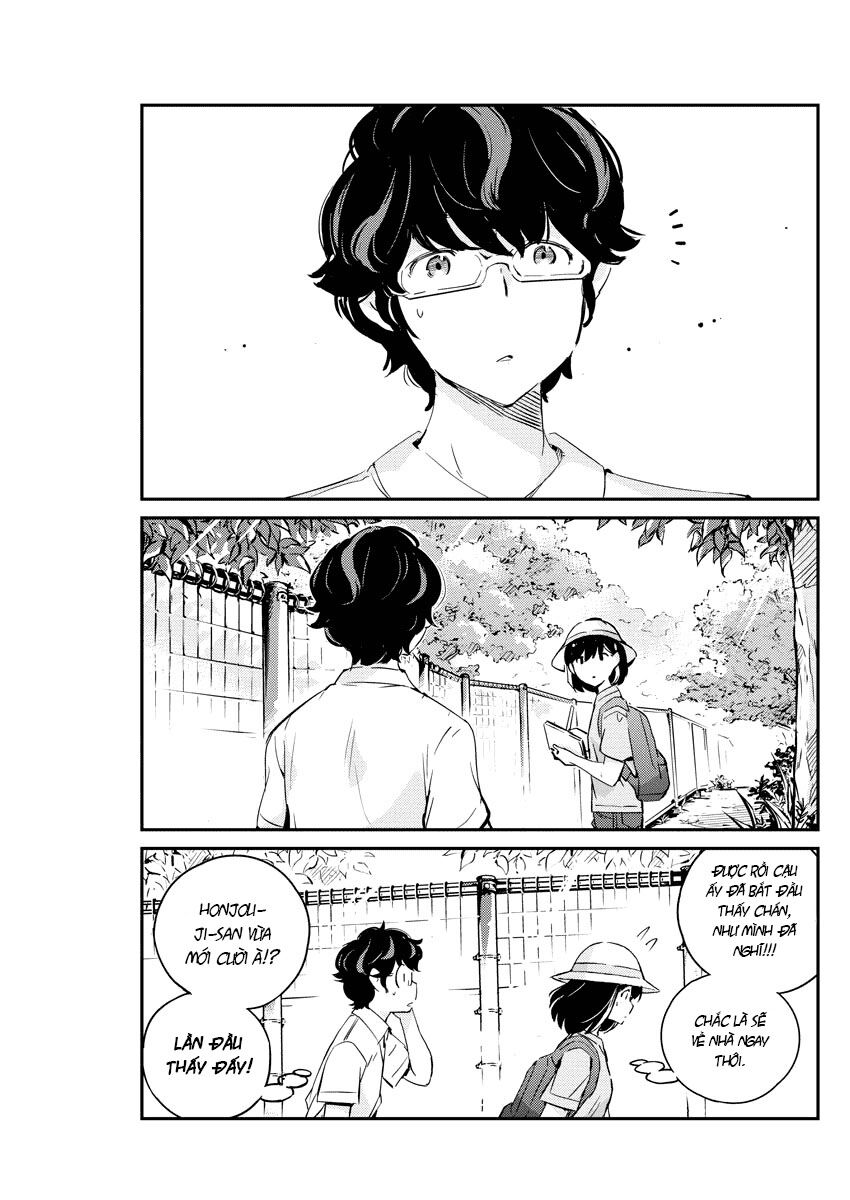 ĐƯỢC RỒI CẬU
ẤY ĐÃ BẮT ĐẦU
THẤY CHÁN,
NHƯ MÌNH ĐÃ
NGHĨ!!!
CHẮC LÀ SẼ
VỀ NHÀ NGAY
THÔI.
HONJOU-
JI-SAN VỪA
MỚI CƯỜI À!?
LẦN ĐẦU
THẤY ĐẤY!